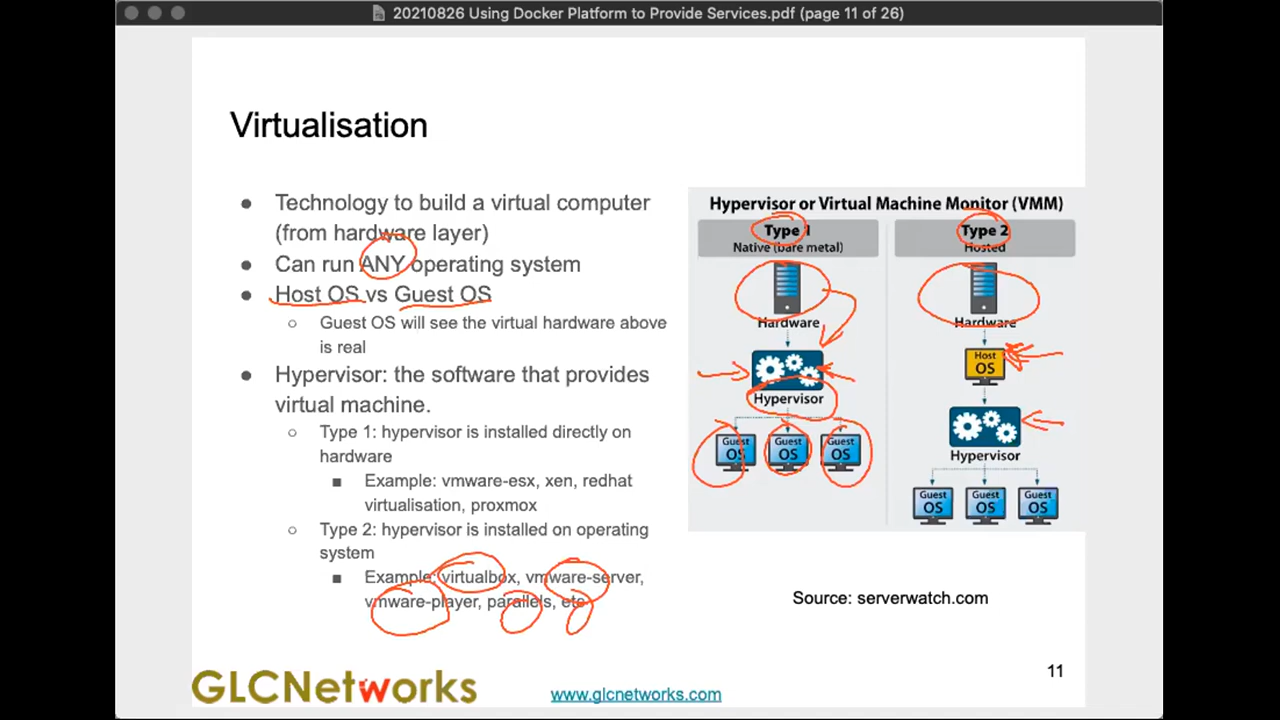 20210826 Using Docker Platform to Provide Services.pdf (page 11 of 26)
Virtualisation
● Technology to build a virtual computer
(from hardware layer)
● Can run ANY operating system
● Host OS vs Guest OS
○ Guest OS will see the virtual hardware above
is real
● Hypervisor: the software that provides
virtual machine.
○ Type 1: hypervisor is installed directly on
hardware
■ Example: vmware-esx, xen, redhat
virtualisation, proxmox
○ Type 2: hypervisor is installed on operating
system
■ Example: virtualbox, vmware-server,
vmware-player, parallels, etc
Hypervisor or Virtual Machine Monitor (VMM)
Type 1
Native (bare metal)
Hardware
Hypervisor
Guest OS
Guest OS
Guest OS
Type 2
Hosted
Hardware
Host OS
Hypervisor
Guest OS
Guest OS
Guest OS
Source: serverwatch.com
GLCNetworks
www.glcnetworks.com
11